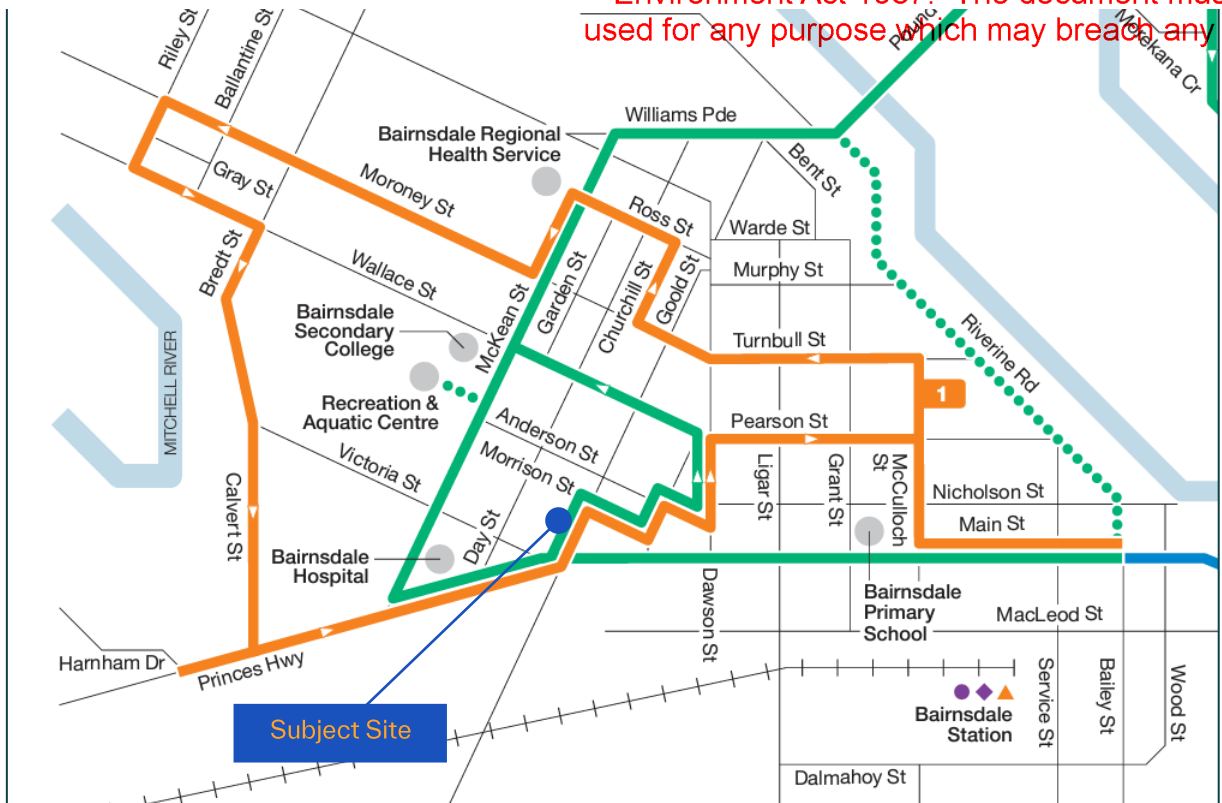 used for any purpose which may breach any
Riley St
Ballantine St
Pound
Merekana Cr
Williams Pde
Bairnsdale Regional
Health Service
Bent St
Gray St
Moroney St
Ross St
Warde St
Murphy St
Bredt St
Wallace St
Garden St
Churchill St
Goold St
McKean St
Bairnsdale
Secondary
College
Turnbull St
Riverine Rd
MITCHELL RIVER
1
Recreation &
Aquatic Centre
Anderson St
Pearson St
Morrison St
Victoria St
Calvert St
Ligar St
Grant St
McCulloch
St
Nicholson St
Main St
Day St
Bairnsdale
Hospital
Dawson St
Bairnsdale
Primary
School
MacLeod St
Harnham Dr
Princes Hwy
Subject Site
Bairnsdale
Station
Service St
Bailey St
Wood St
Dalmahoy St